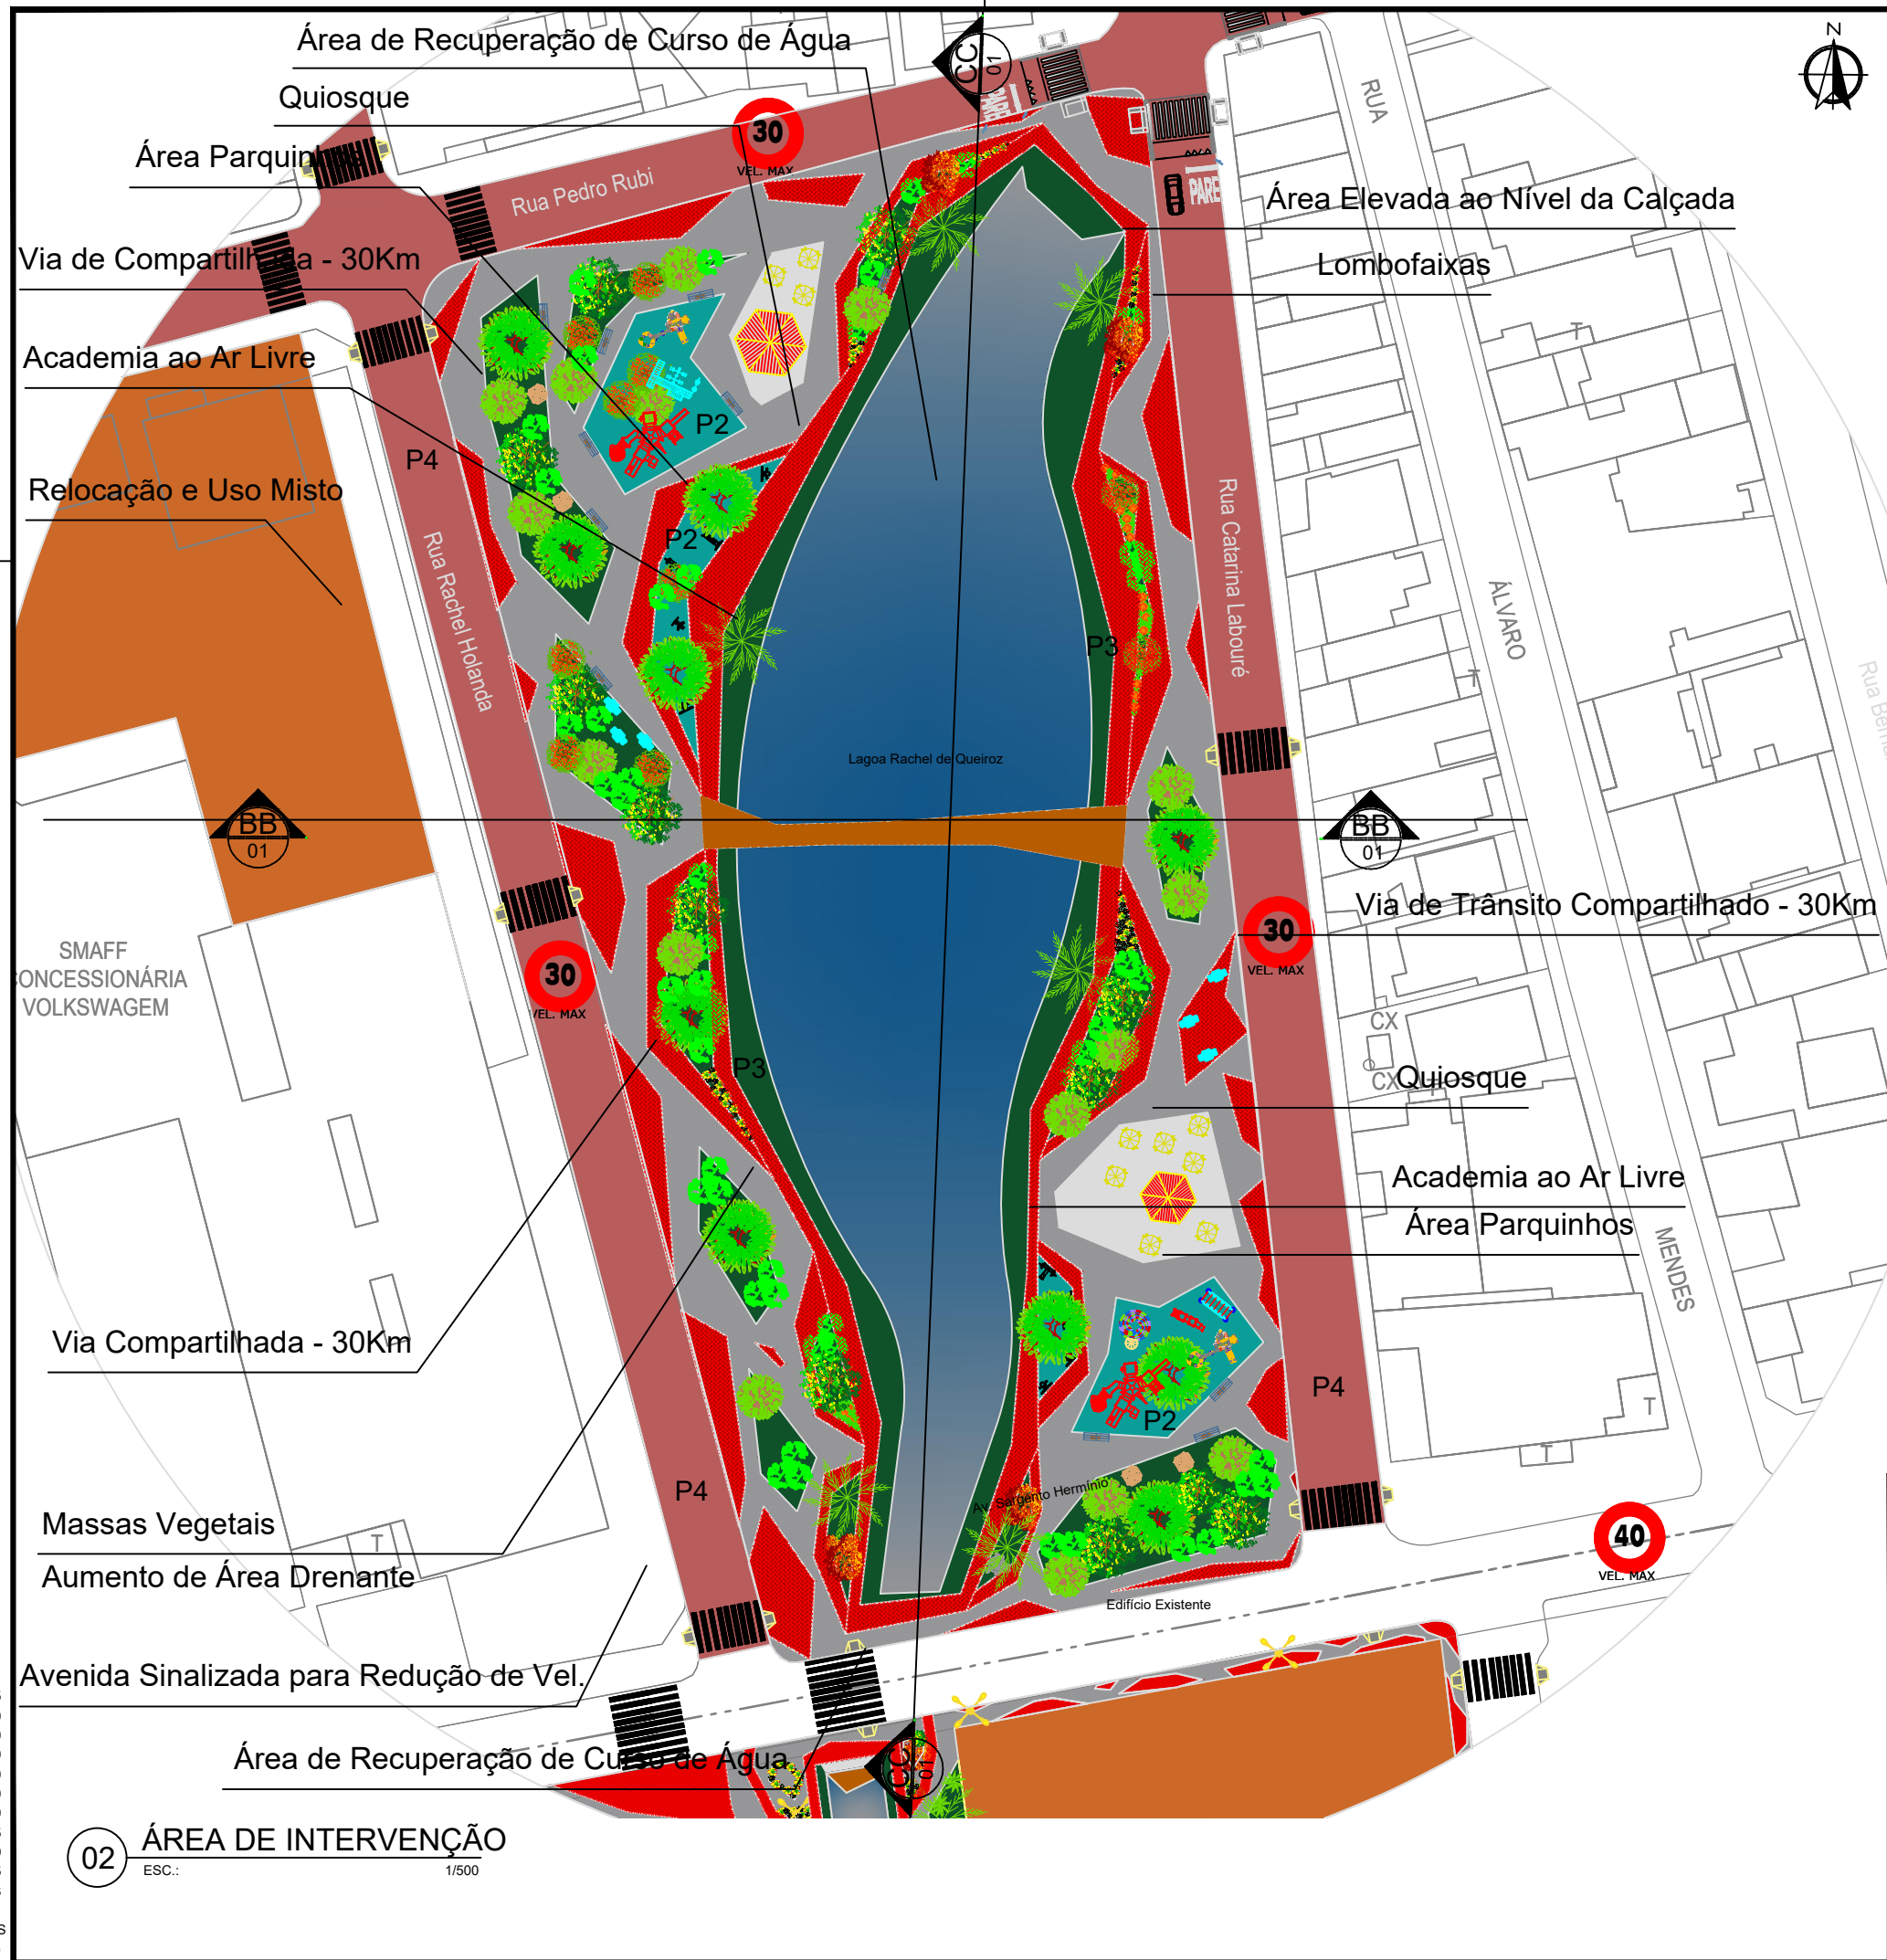 Área de Recuperação de Curso de Água
Quiosque
Área Parquinhos
Via de Compartilhada - 30Km
Academia ao Ar Livre
Relocação e Uso Misto
CC
01
N
30
VEL. MAX
Rua Pedro Rubi
PARE
PARE
RUA
Área Elevada ao Nível da Calçada
Lombofaixas
T
P2
P4
P2
Rua Rachel Holanda
Rua Catarina Labouré
ÁLVARO
P3
T
Lagoa Rachel de Queiroz
BB
01
BB
01
Via de Trânsito Compartilhado - 30Km
SMAFF
CONCESSIONÁRIA
VOLKSWAGEM
30
VEL. MAX
30
VEL. MAX
CX
CX
T
Quiosque
P3
Academia ao Ar Livre
Área Parquinhos
MENDES
Via Compartilhada - 30Km
P4
P2
T
T
P4
Av. Sargento Hermínio
Massas Vegetais
T
Aumento de Área Drenante
40
VEL. MAX
Edifício Existente
Avenida Sinalizada para Redução de Vel.
Área de Recuperação de Curso de Água
CC
01
02
ÁREA DE INTERVENÇÃO
ESC.:
1/500